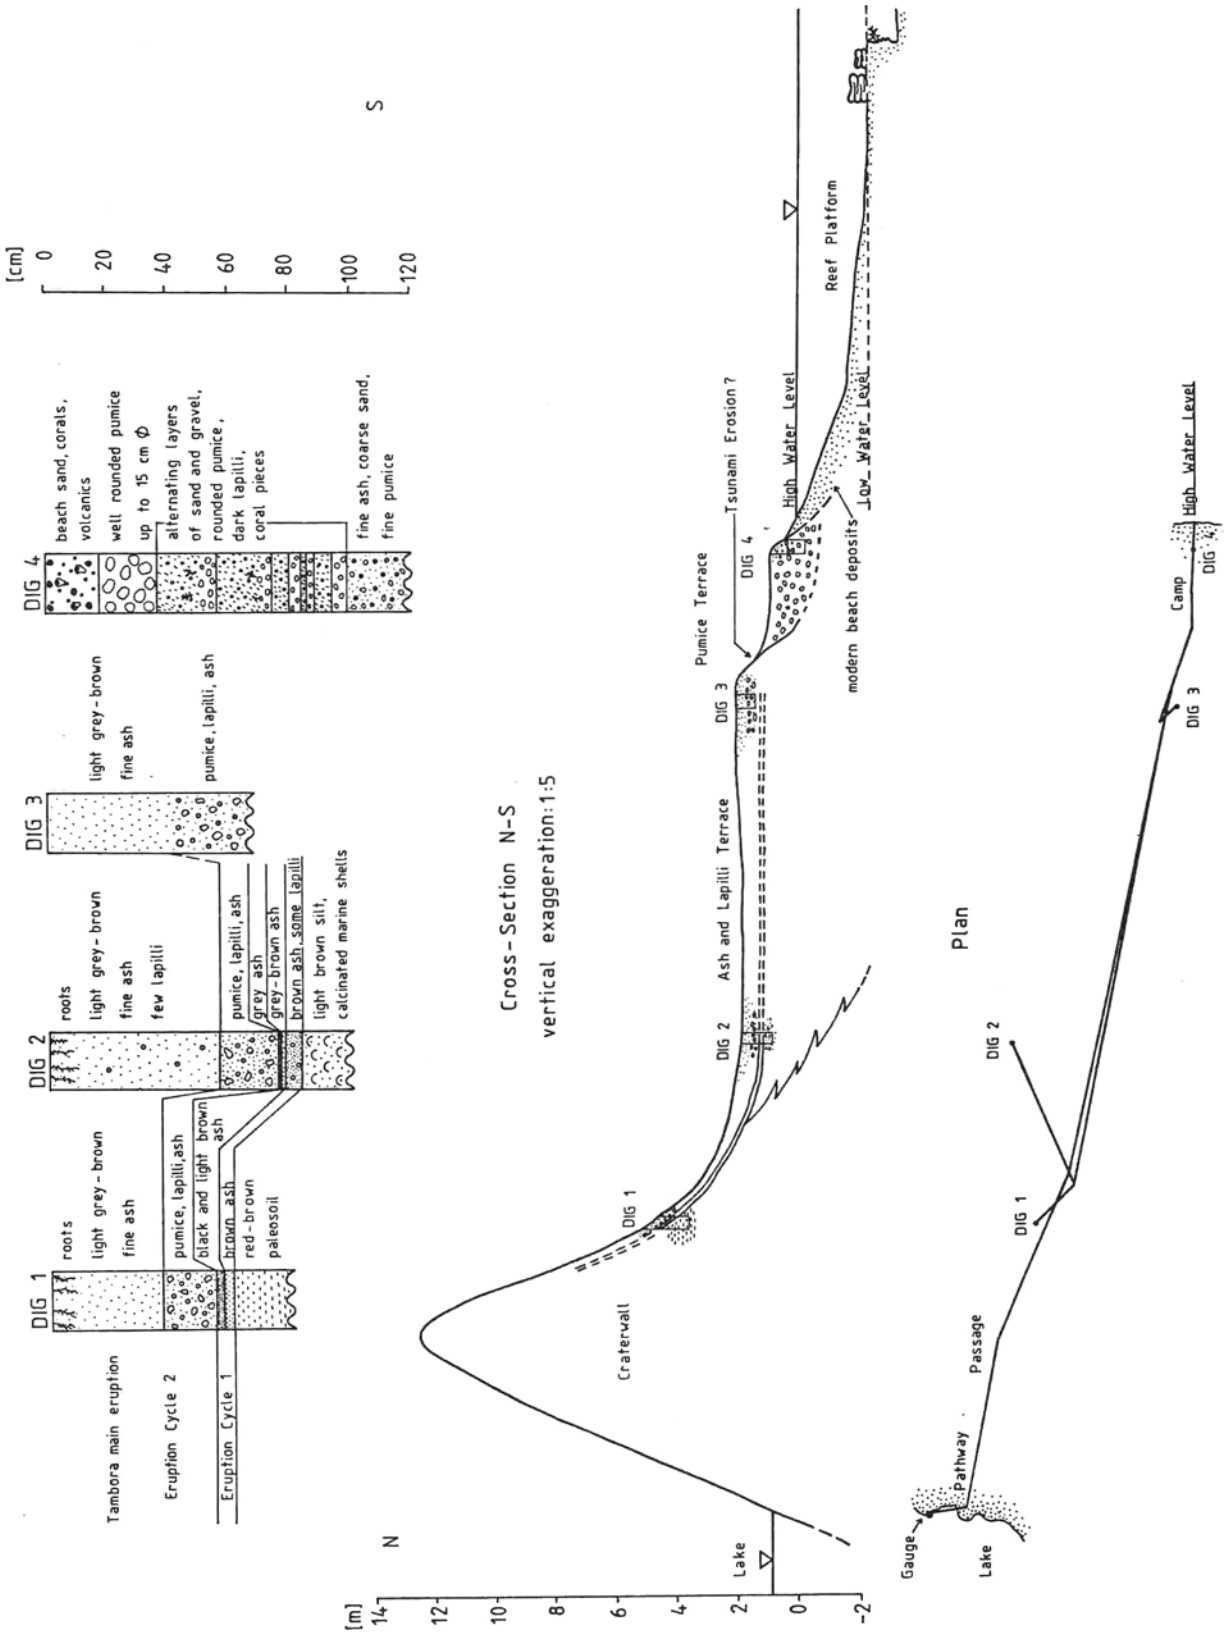 DIG 1
roots
light grey-brown
fine ash
pumice, lapilli,ash
black and light brown
ash
brown ash
red-brown
paleosoil
Tambora main eruption
Eruption Cycle 2
Eruption Cycle 1
DIG 2
roots
light grey-brown
fine ash
few lapilli
pumice, lapilli, ash
grey ash
grey-brown ash
brown ash, some lapilli
light brown silt,
calcinated marine shells
DIG 3
light grey-brown
fine ash
pumice, lapilli, ash
DIG 4
beach sand, corals,
volcanics
well rounded pumice
up to 15 cm Φ
alternating layers
of sand and gravel,
rounded pumice,
dark lapilli,
coral pieces
fine ash, coarse sand,
fine pumice
[cm]
0
20
40
60
80
100
120
N
S
Cross-Section N-S
vertical exaggeration:1:5
[m]
14
12
10
8
6
4
2
0
-2
Lake
Craterwall
DIG 1
DIG 2
Ash and Lapilli Terrace
DIG 3
Pumice Terrace
Tsunami Erosion?
DIG 4
High Water Level
modern beach deposits
Low Water Level
Reef Platform
Plan
Gauge
Lake
Pathway
Passage
DIG 1
DIG 2
DIG 3
Camp
DIG 4
High Water Level